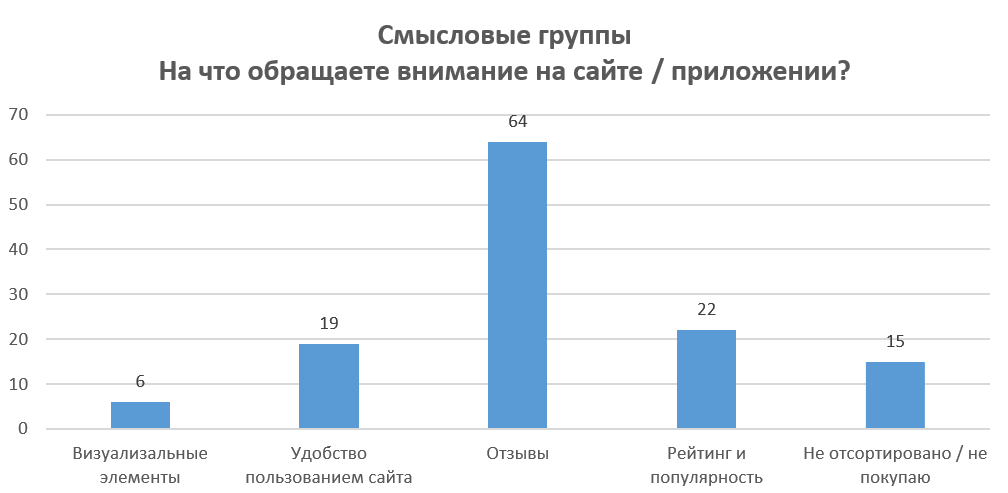 Смысловые группы
На что обращаете внимание на сайте / приложении?
70
60
50
40
30
20
10
0
6
19
64
22
15
Визуализальные
элементы
Удобство
пользованием сайта
Отзывы
Рейтинг и
популярность
Не отсортировано / не
покупаю